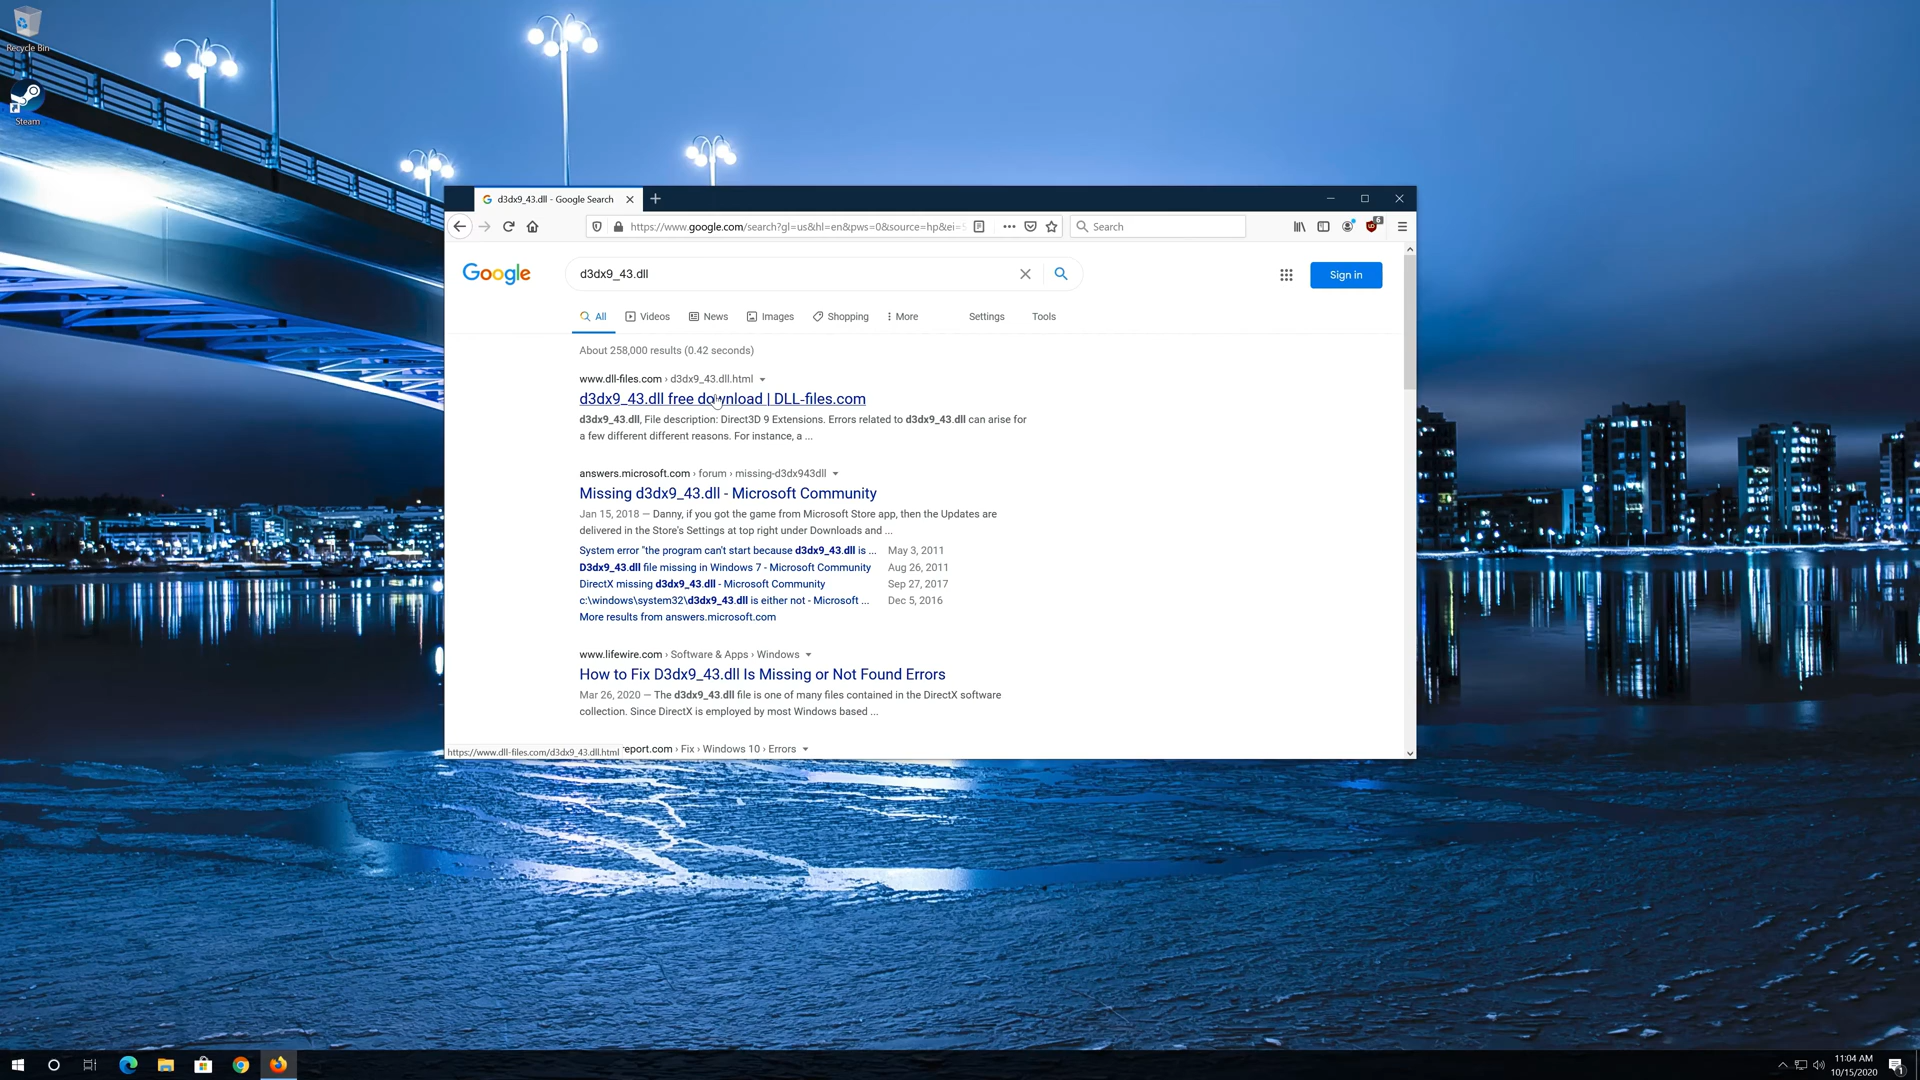 Recycle Bin
Steam
d3dx9_43.dll - Google Search
https://www.google.com/search?gl=us&hl=en&pws=0&source=hp&ei=
Search
6
Google
d3dx9_43.dll
Sign in
All Videos News Images Shopping More Settings Tools
About 258,000 results (0.42 seconds)
www.dll-files.com › d3dx9_43.dll.html
d3dx9_43.dll free download | DLL-files.com
d3dx9_43.dll, File description: Direct3D 9 Extensions. Errors related to d3dx9_43.dll can arise for
a few different different reasons. For instance, a ...
answers.microsoft.com › forum › missing-d3dx943dll
Missing d3dx9_43.dll - Microsoft Community
Jan 15, 2018 — Danny, if you got the game from Microsoft Store app, then the Updates are
delivered in the Store's Settings at top right under Downloads and ...
System error "the program can't start because d3dx9_43.dll is ... May 3, 2011
D3dx9_43.dll file missing in Windows 7 - Microsoft Community Aug 26, 2011
DirectX missing d3dx9_43.dll - Microsoft Community Sep 27, 2017
c:\windows\system32\d3dx9_43.dll is either not - Microsoft ... Dec 5, 2016
More results from answers.microsoft.com
www.lifewire.com › Software & Apps › Windows
How to Fix D3dx9_43.dll Is Missing or Not Found Errors
Mar 26, 2020 — The d3dx9_43.dll file is one of many files contained in the DirectX software
collection. Since DirectX is employed by most Windows based ...
https://www.dll-files.com/d3dx9_43.dll.html report.com › Fix › Windows 10 › Errors
11:04 AM
10/15/2020
1